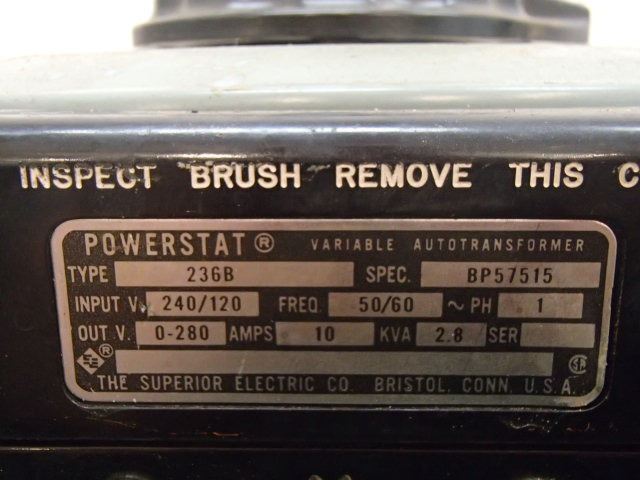 INSPECT BRUSH REMOVE THIS C
POWERSTAT® VARIABLE AUTOTRANSFORMER
TYPE 236B SPEC. BP57515
INPUT V. 240/120 FREQ. 50/60 ~ PH 1
OUT V. 0-280 AMPS 10 KVA 2.8 SER
®
THE SUPERIOR ELECTRIC CO. BRISTOL, CONN. U.S.A.